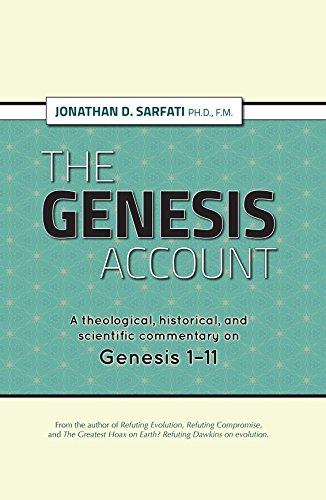 JONATHAN D. SARFATI PH.D., F.M.
THE
GENESIS
ACCOUNT
A theological, historical, and
scientific commentary on
Genesis 1–11
From the author of Refuting Evolution, Refuting Compromise,
and The Greatest Hoax on Earth? Refuting Dawkins on evolution.